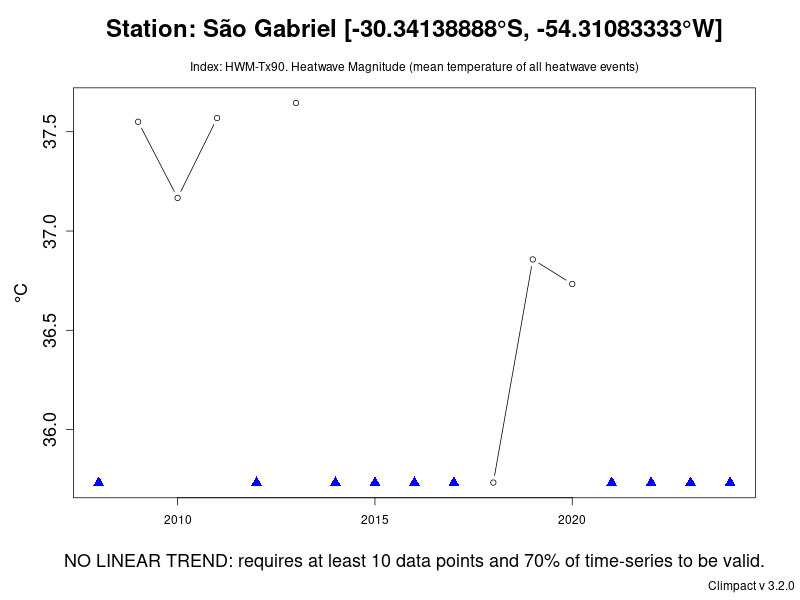 Station: São Gabriel [-30.34138888°S, -54.31083333°W]
Index: HWM-Tx90. Heatwave Magnitude (mean temperature of all heatwave events)
37.5
37.0
°C
36.5
36.0
2010 2015 2020
NO LINEAR TREND: requires at least 10 data points and 70% of time-series to be valid.
Climpact v 3.2.0